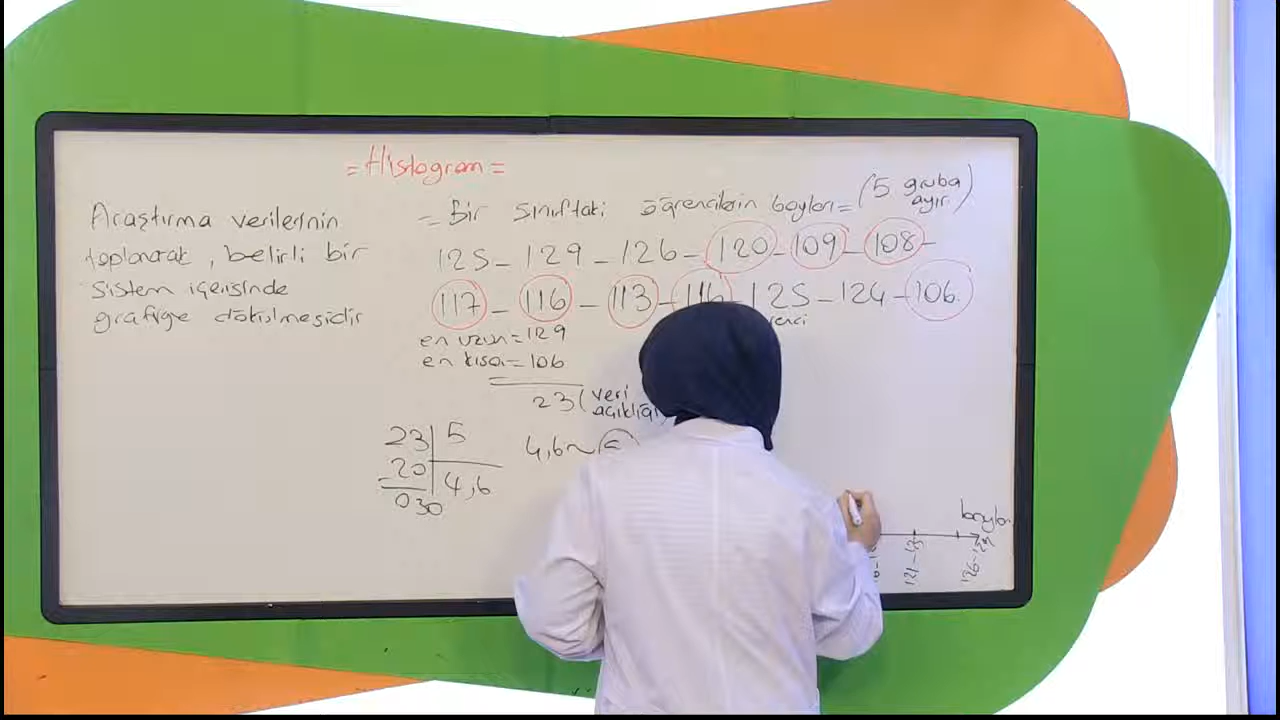 = Histogram =
Araştırma verilerinin
toplanarak, belirli bir
sistem içerisinde
grafiğe dökülmesidir
= Bir sınıftaki öğrencilerin boyları = (5 gruba
ayır)
125 - 129 - 126 - 120 - 109 - 108 -
117 - 116 - 113 - 116 - 125 - 124 - 106.
en uzun = 129
en kısa = 106
23 (veri
açıklığı
23 | 5
- 20 | 4,6
030
4,6 ~
boyları
121-
126-